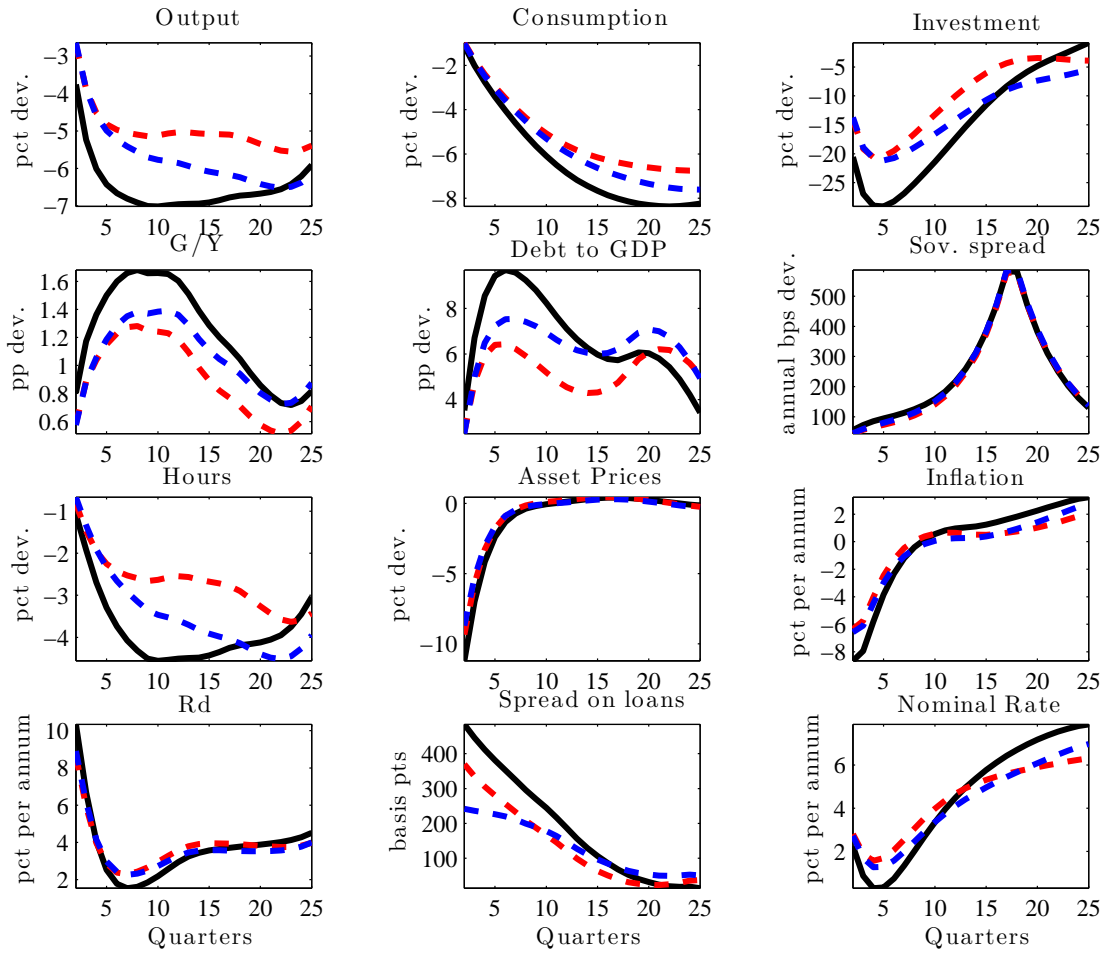 Output
pct dev.
−3
−4
−5
−6
−7
5 10 15 20 25
Consumption
pct dev.
−2
−4
−6
−8
5 10 15 20 25
Investment
pct dev.
−5
−10
−15
−20
−25
5 10 15 20 25
G/Y
pp dev.
1.6
1.4
1.2
1
0.8
0.6
5 10 15 20 25
Debt to GDP
pp dev.
8
6
4
5 10 15 20 25
Sov. spread
annual bps dev.
500
400
300
200
100
5 10 15 20 25
Hours
pct dev.
−1
−2
−3
−4
5 10 15 20 25
Asset Prices
pct dev.
0
−5
−10
5 10 15 20 25
Inflation
pct per annum
2
0
−2
−4
−6
−8
5 10 15 20 25
Rd
pct per annum
10
8
6
4
2
5 10 15 20 25
Quarters
Spread on loans
basis pts
400
300
200
100
5 10 15 20 25
Quarters
Nominal Rate
pct per annum
6
4
2
5 10 15 20 25
Quarters